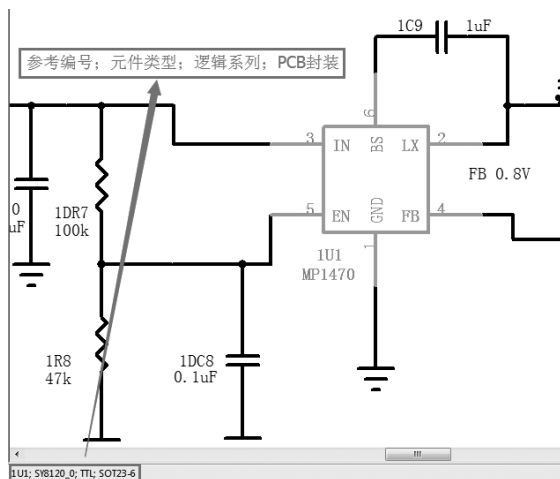 1C9 1uF
参考编号；元件类型；逻辑系列；PCB封装
6
3 IN BS LX 2
FB 0.8V
0
uF
1DR7
100k
5 EN GND FB 4
1
1U1
MP1470
1R8
47k
1DC8
0.1uF
1U1; SY8120_0; TTL; SOT23-6